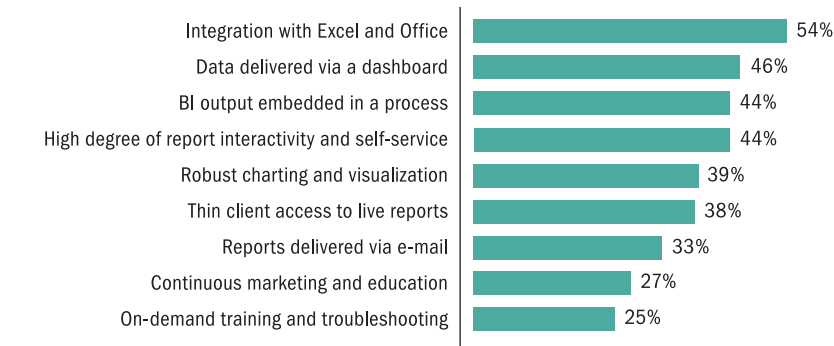 Integration with Excel and Office 54%
Data delivered via a dashboard 46%
BI output embedded in a process 44%
High degree of report interactivity and self-service 44%
Robust charting and visualization 39%
Thin client access to live reports 38%
Reports delivered via e-mail 33%
Continuous marketing and education 27%
On-demand training and troubleshooting 25%